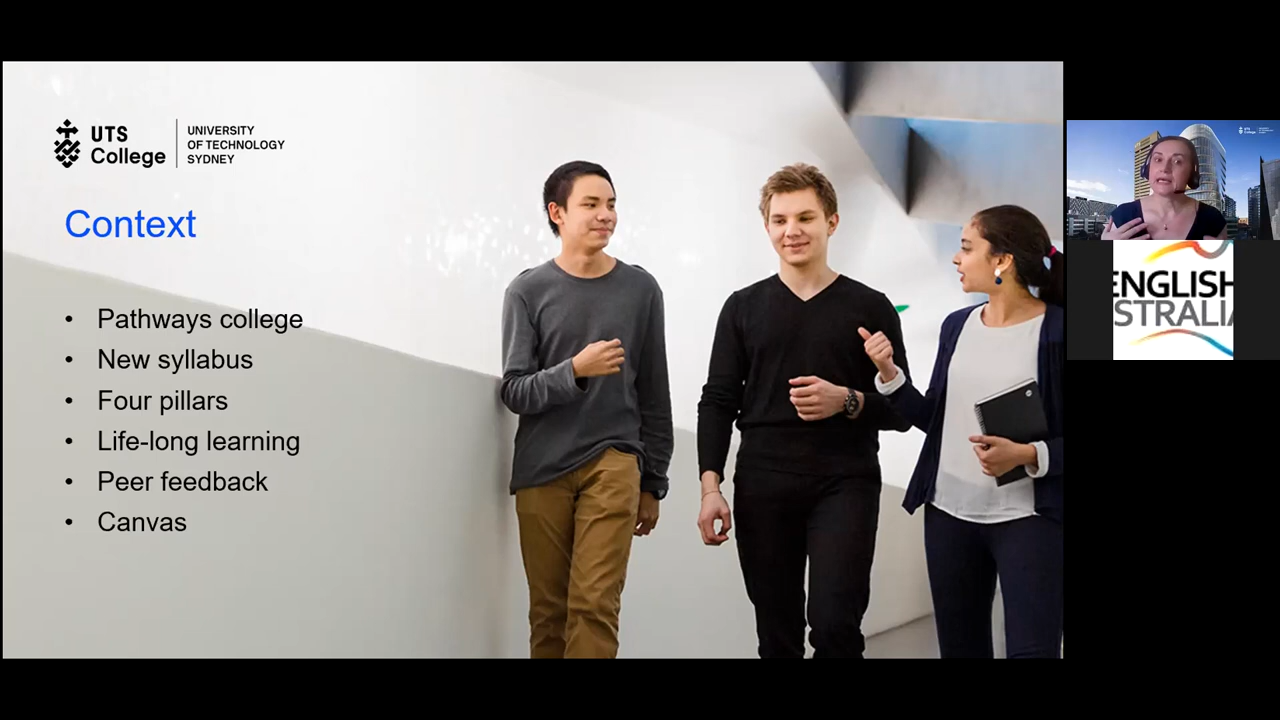 UTS
College
UNIVERSITY
OF TECHNOLOGY
SYDNEY
Context
• Pathways college
• New syllabus
• Four pillars
• Life-long learning
• Peer feedback
• Canvas
ENGLISH
STRALIA